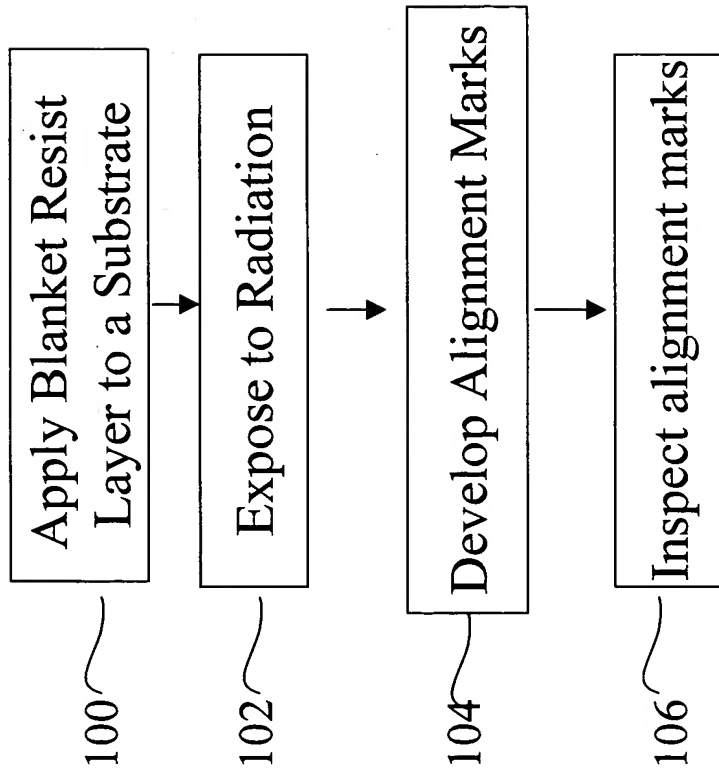 100
Apply Blanket Resist
Layer to a Substrate
102
Expose to Radiation
104
Develop Alignment Marks
106
Inspect alignment marks